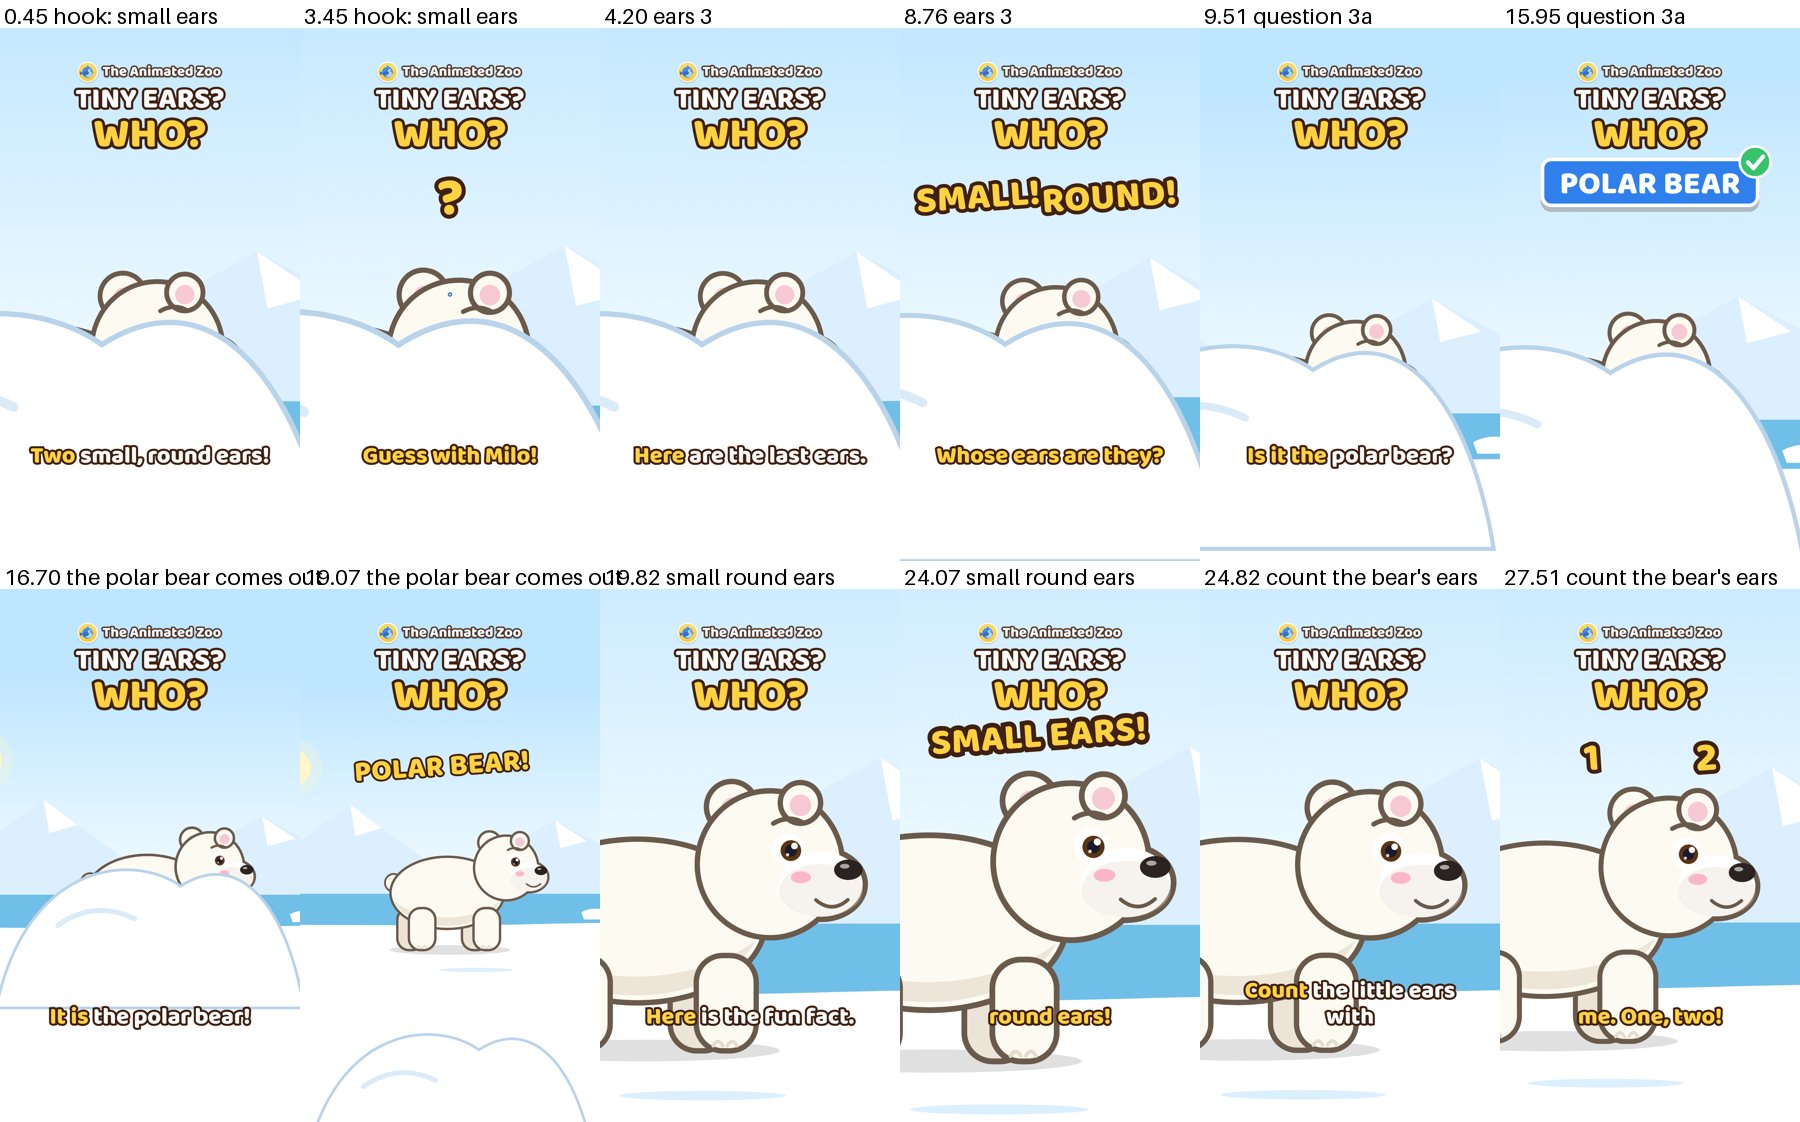 0.45 hook: small ears
The Animated Zoo
TINY EARS?
WHO?
Two small, round ears!
3.45 hook: small ears
The Animated Zoo
TINY EARS?
WHO?
?
Guess with Milo!
4.20 ears 3
The Animated Zoo
TINY EARS?
WHO?
Here are the last ears.
8.76 ears 3
The Animated Zoo
TINY EARS?
WHO?
SMALL! ROUND!
Whose ears are they?
9.51 question 3a
The Animated Zoo
TINY EARS?
WHO?
Is it the polar bear?
15.95 question 3a
The Animated Zoo
TINY EARS?
WHO?
POLAR BEAR
16.70 the polar bear comes out
The Animated Zoo
TINY EARS?
WHO?
It is the polar bear!
19.07 the polar bear comes out
The Animated Zoo
TINY EARS?
WHO?
POLAR BEAR!
19.82 small round ears
The Animated Zoo
TINY EARS?
WHO?
Here is the fun fact.
24.07 small round ears
The Animated Zoo
TINY EARS?
WHO?
SMALL EARS!
round ears!
24.82 count the bear's ears
The Animated Zoo
TINY EARS?
WHO?
Count the little ears
with
27.51 count the bear's ears
The Animated Zoo
TINY EARS?
WHO?
1 2
me. One, two!